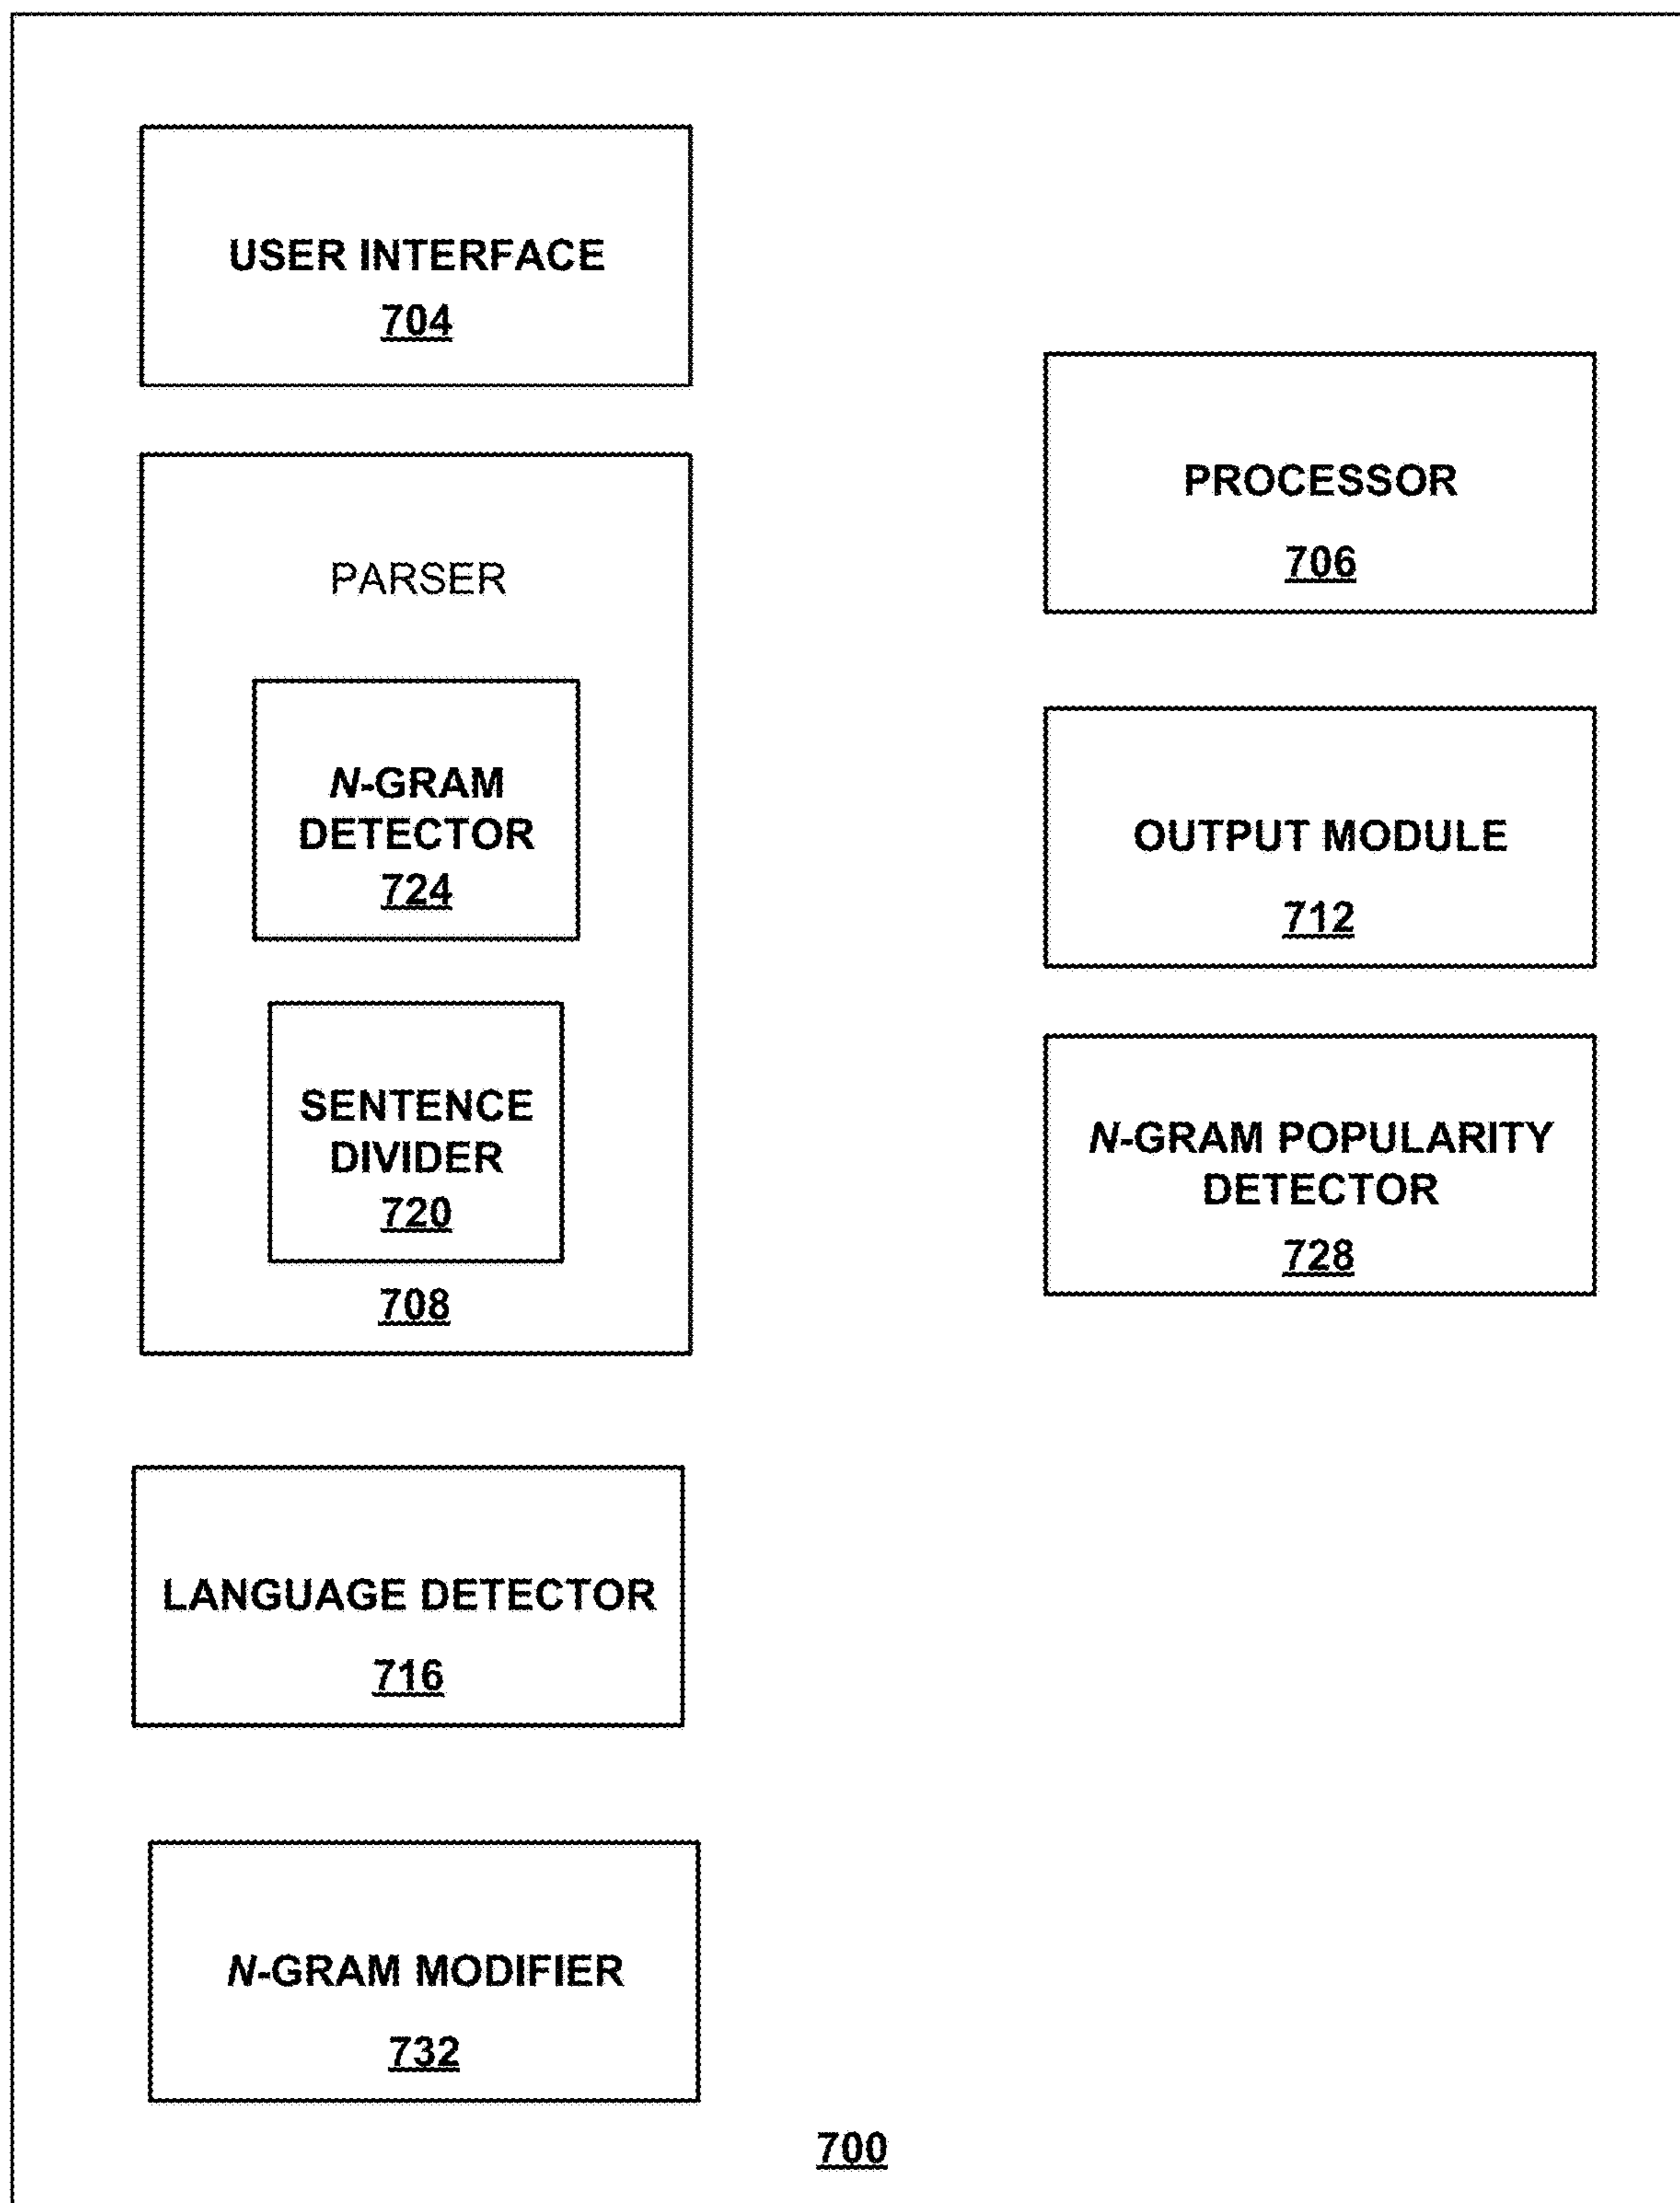 USER INTERFACE
704
PARSER
N-GRAM
DETECTOR
724
SENTENCE
DIVIDER
720
708
LANGUAGE DETECTOR
716
N-GRAM MODIFIER
732
PROCESSOR
706
OUTPUT MODULE
712
N-GRAM POPULARITY
DETECTOR
728
700